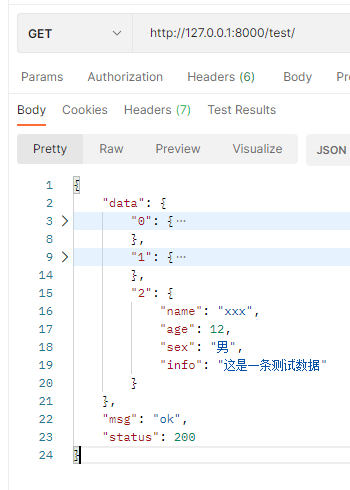 GET http://127.0.0.1:8000/test/
Params Authorization Headers (6) Body
Body Cookies Headers (7) Test Results
Pretty Raw Preview Visualize JSON
1 {
2 "data": {
3 "0": {…
8 },
9 "1": {…
14 },
15 "2": {
16 "name": "xxx",
17 "age": 12,
18 "sex": "男",
19 "info": "这是一条测试数据"
20 }
21 },
22 "msg": "ok",
23 "status": 200
24 }